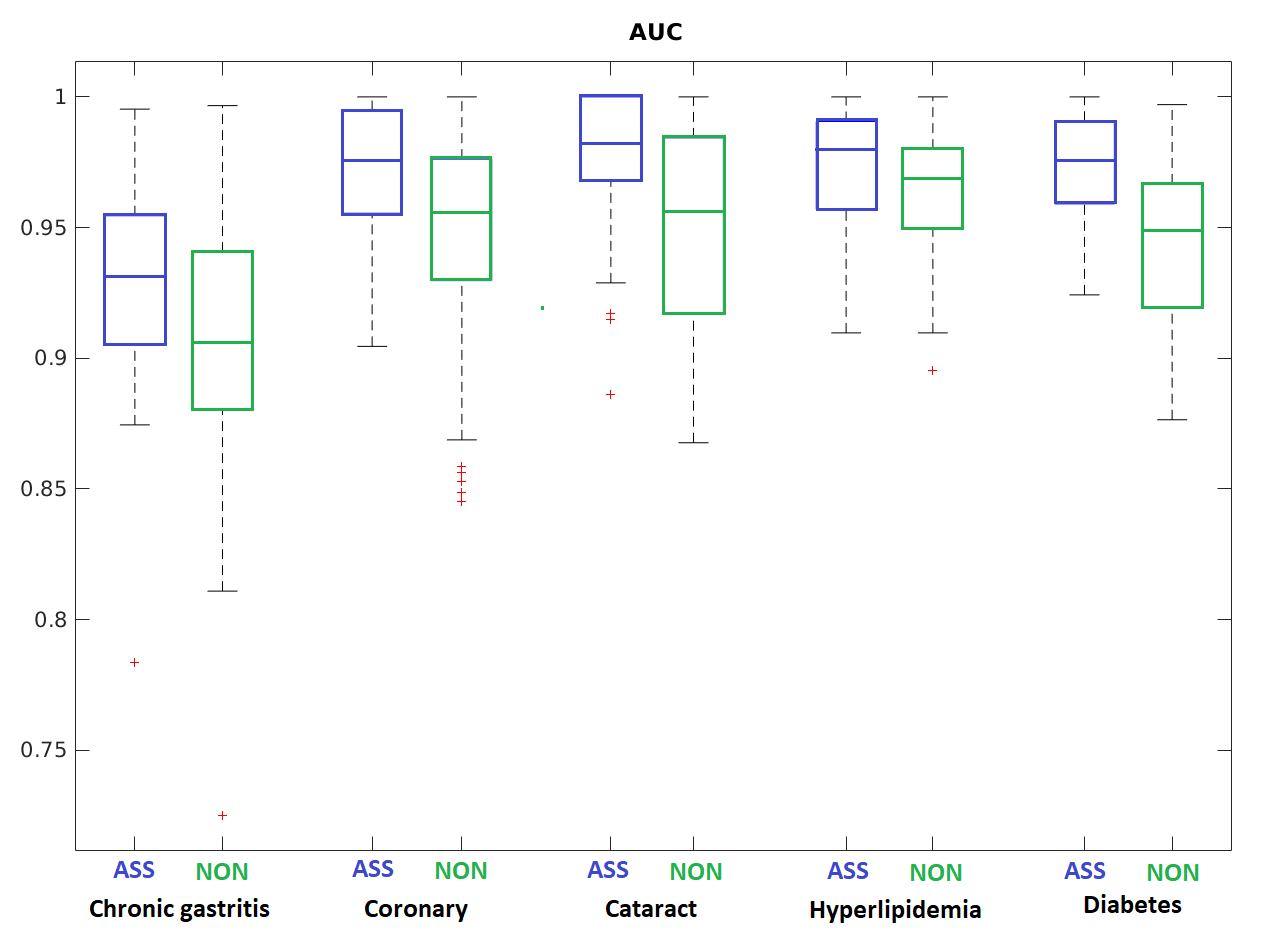 AUC
1
0.95
0.9
0.85
0.8
0.75
ASS NON ASS NON ASS NON ASS NON ASS NON
Chronic gastritis Coronary Cataract Hyperlipidemia Diabetes